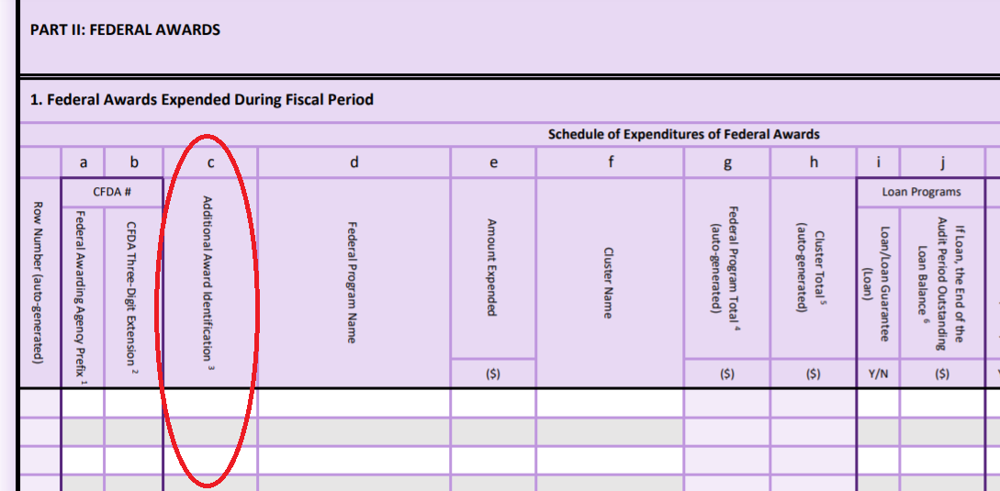 PART II: FEDERAL AWARDS
1. Federal Awards Expended During Fiscal Period
Schedule of Expenditures of Federal Awards
a b c d e f g h i j
CFDA #
Loan Programs
Row Number (auto-generated)
Federal Awarding Agency Prefix 1
CFDA Three-Digit Extension 2
Additional Award Identification 3
Federal Program Name
Amount Expended
Cluster Name
Federal Program Total 4
(auto-generated)
Cluster Total 5
(auto-generated)
Loan/Loan Guarantee
(Loan)
If Loan, the End of the
Audit Period Outstanding
Loan Balance 6
($) ($) ($) Y/N ($)